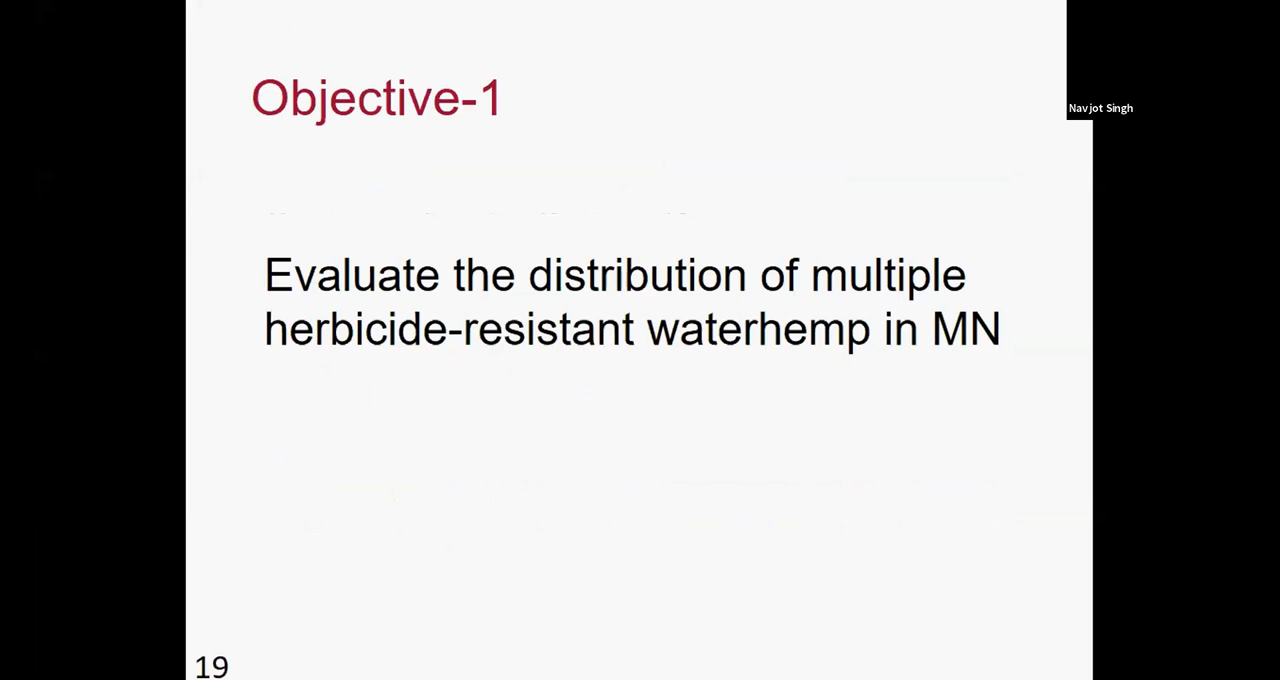 Objective-1
Navjot Singh
Evaluate the distribution of multiple
herbicide-resistant waterhemp in MN
19